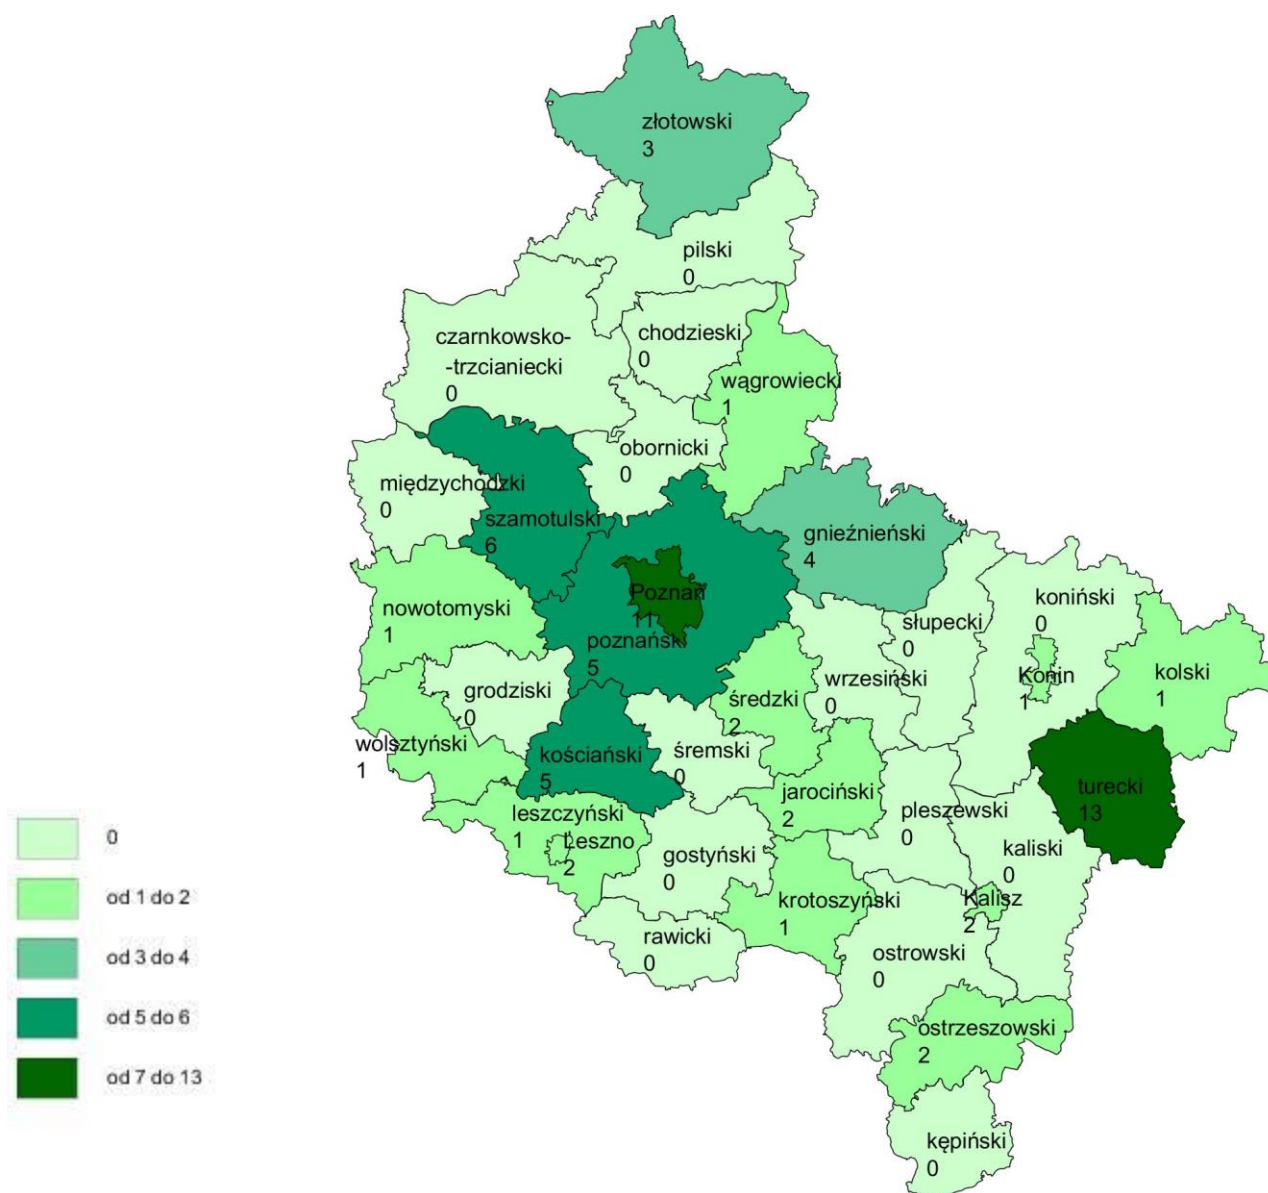 złotowski
3
pilski
0
czarnkowsko-
-trzcianiecki
0
chodzieski
0
wągrowiecki
1
obornicki
0
międzychodzki
0
szamotulski
6
gnieźnieński
4
nowotomyski
1
Poznań
11
poznański
5
słupecki
0
koniński
0
Konin
1
kolski
1
grodziski
0
średzki
2
wrzesiński
0
wolsztyński
1
kościański
5
śremski
0
jarociński
2
pleszewski
0
turecki
13
leszczyński
1
Leszno
2
gostyński
0
kaliski
0
krotoszyński
1
Kalisz
2
rawicki
0
ostrowski
0
ostrzeszowski
2
kępiński
0
0
od 1 do 2
od 3 do 4
od 5 do 6
od 7 do 13